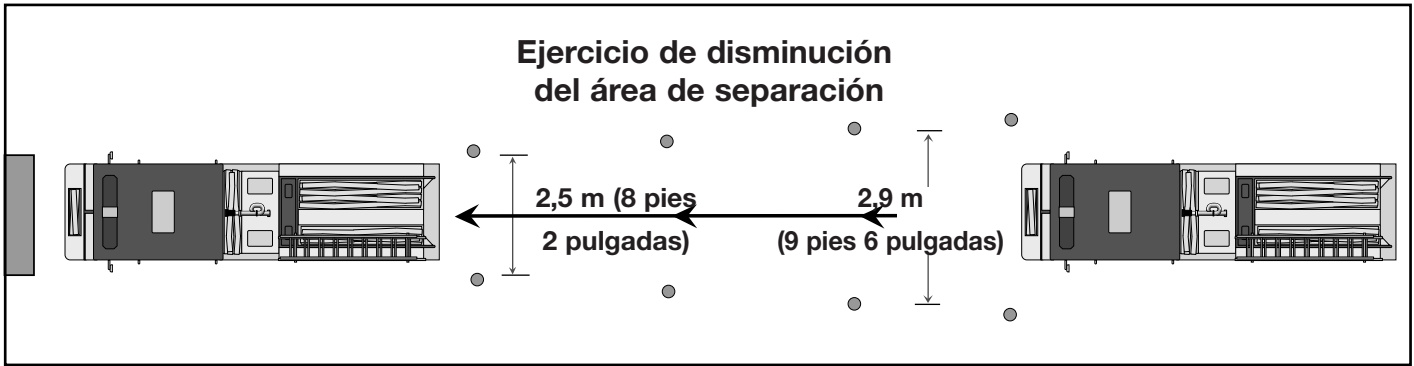 Ejercicio de disminución
del área de separación
2,5 m (8 pies
2 pulgadas)
2,9 m
(9 pies 6 pulgadas)